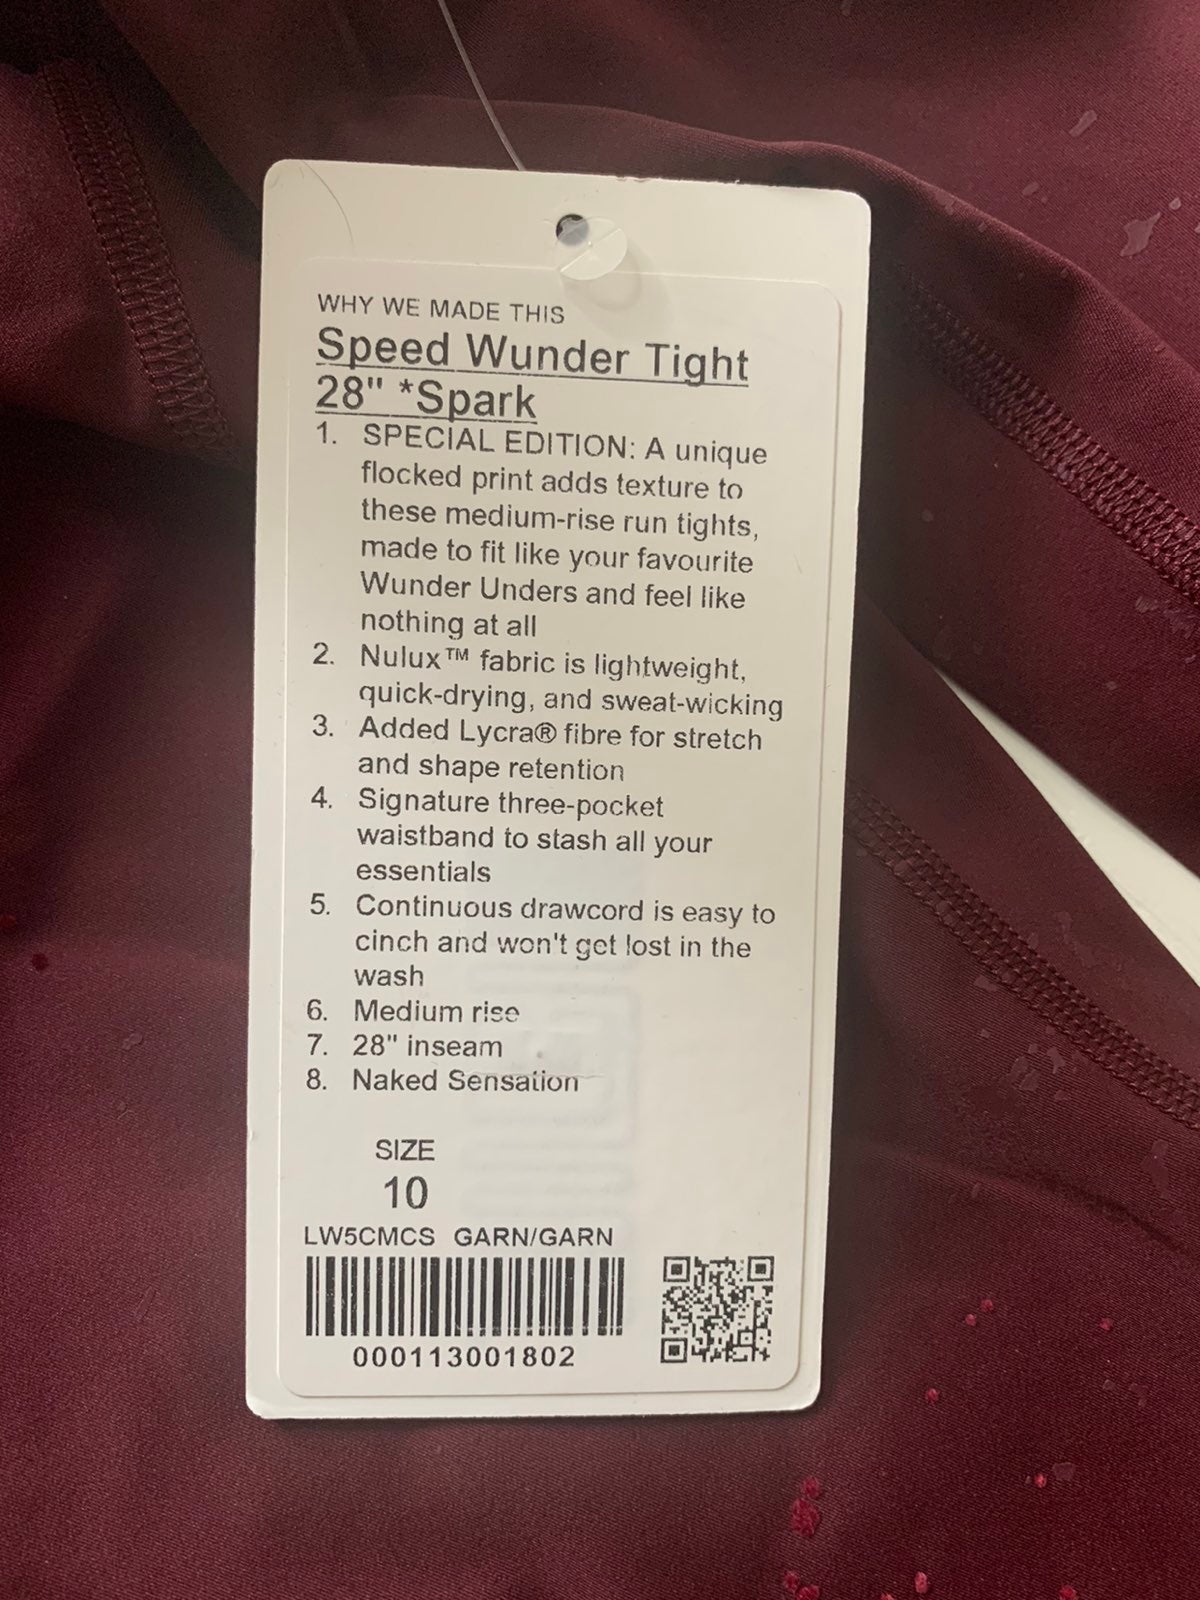 WHY WE MADE THIS
Speed Wunder Tight
28" *Spark
1. SPECIAL EDITION: A unique
flocked print adds texture to
these medium-rise run tights,
made to fit like your favourite
Wunder Unders and feel like
nothing at all
2. Nulux™ fabric is lightweight,
quick-drying, and sweat-wicking
3. Added Lycra® fibre for stretch
and shape retention
4. Signature three-pocket
waistband to stash all your
essentials
5. Continuous drawcord is easy to
cinch and won't get lost in the
wash
6. Medium rise
7. 28" inseam
8. Naked Sensation
SIZE
10
LW5CMCS GARN/GARN
000113001802